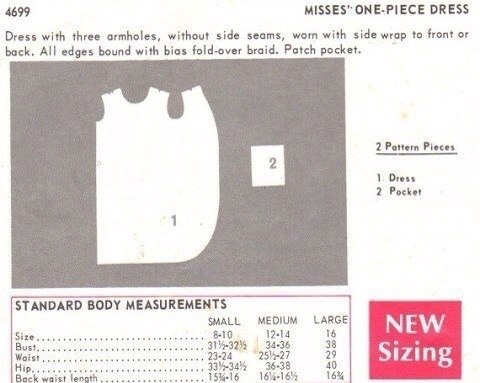 4699 MISSES' ONE-PIECE DRESS
Dress with three armholes, without side seams, worn with side wrap to front or
back. All edges bound with bias fold-over braid. Patch pocket.
1
2
2 Pattern Pieces
1 Dress
2 Pocket
STANDARD BODY MEASUREMENTS
SMALL MEDIUM LARGE
Size 8-10 12-14 16
Bust 31½-32½ 34-36 38
Waist 23-24 25½-27 29
Hip 33½-34½ 36-38 40
Back waist length 15¾-16 16¼-16½ 16¾
NEW
Sizing